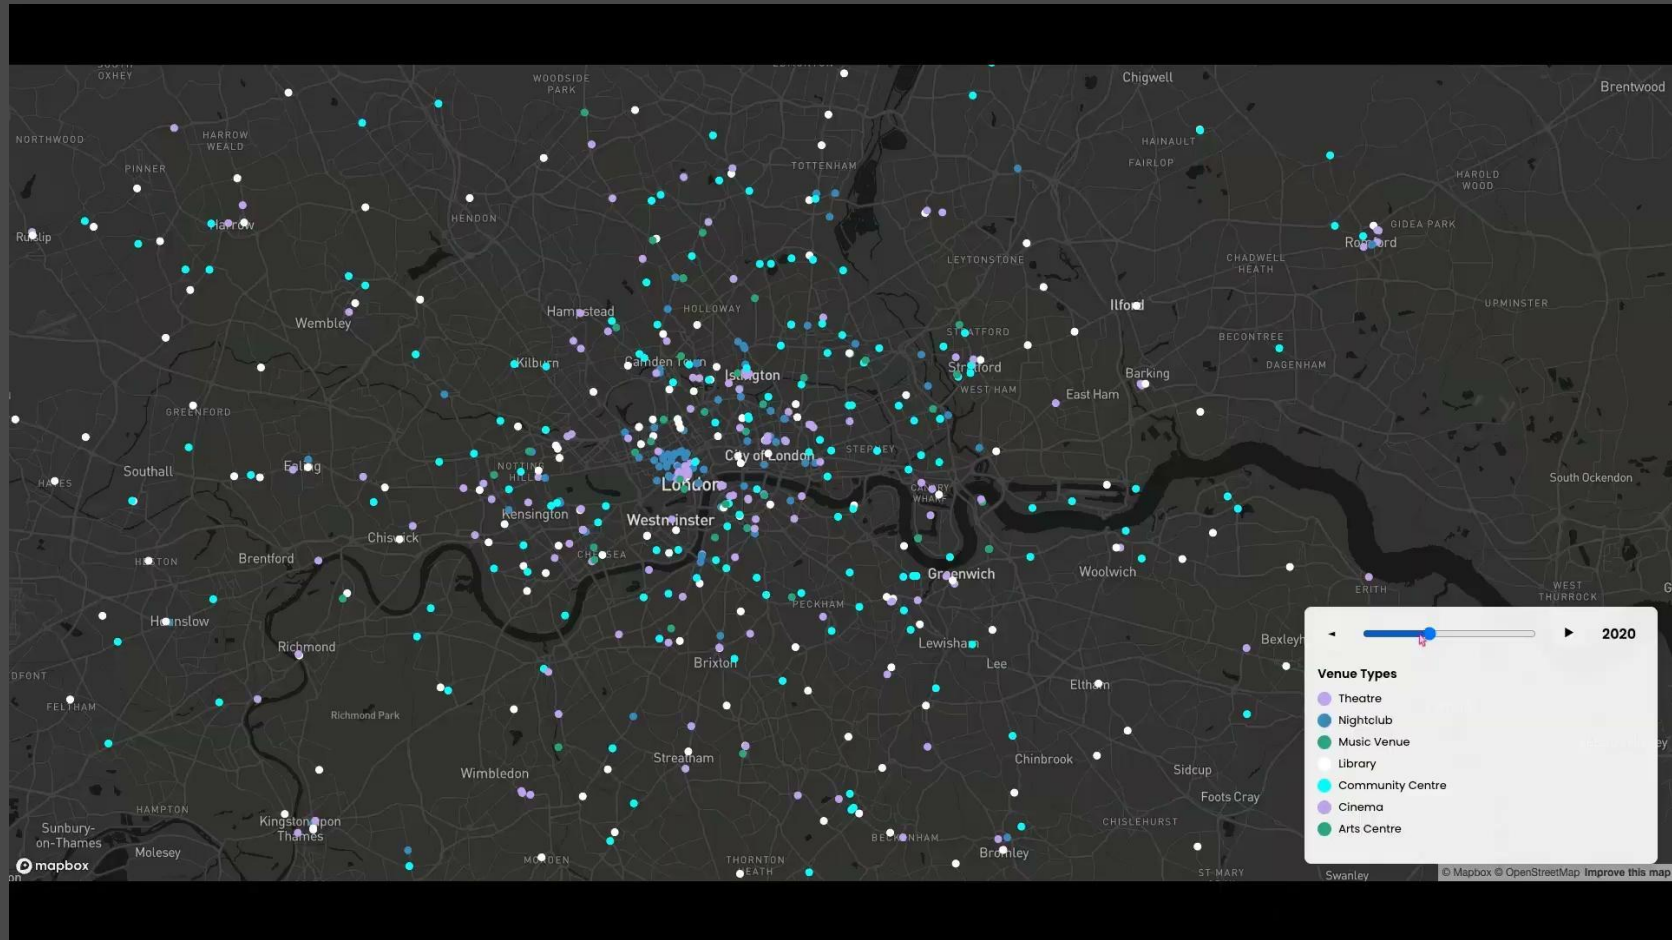 OXHEY
WOODSIDE
PARK
Chigwell
Brentwood
NORTHWOOD
HARROW
WEALD
HAINAULT
FAIRLOP
PINNER
TOTTENHAM
HAROLD
WOOD
HENDON
Harrow
GIDEA PARK
Ruislip
Romford
LEYTONSTONE
CHADWELL
HEATH
Hampstead
HOLLOWAY
Ilford
UPMINSTER
Wembley
STRATFORD
BECONTREE
Kilburn
Camden Town
Islington
Stratford
Barking
DAGENHAM
WEST HAM
East Ham
GREENFORD
STEPNEY
City of London
Southall
Ealing
NOTTING
HILL
South Ockendon
HAYES
London
CANARY
WHARF
Kensington
Westminster
Chiswick
Brentford
CHELSEA
HESTON
Greenwich
Woolwich
ERITH
WEST
THURROCK
PECKHAM
Hounslow
Richmond
Lewisham
Bexleyh
Brixton
Lee
DFONT
Eltham
FELTHAM
Richmond Park
Streatham
Chinbrook
Wimbledon
Sidcup
Foots Cray
HAMPTON
Kingston upon
Thames
CHISLEHURST
Sunbury-
on-Thames
BECKENHAM
Molesey
MORDEN
THORNTON
HEATH
Bromley
ST MARY
Swanley
2020
Venue Types
Theatre
Nightclub
Music Venue
Library
Community Centre
Cinema
Arts Centre
mapbox
© Mapbox © OpenStreetMap Improve this map